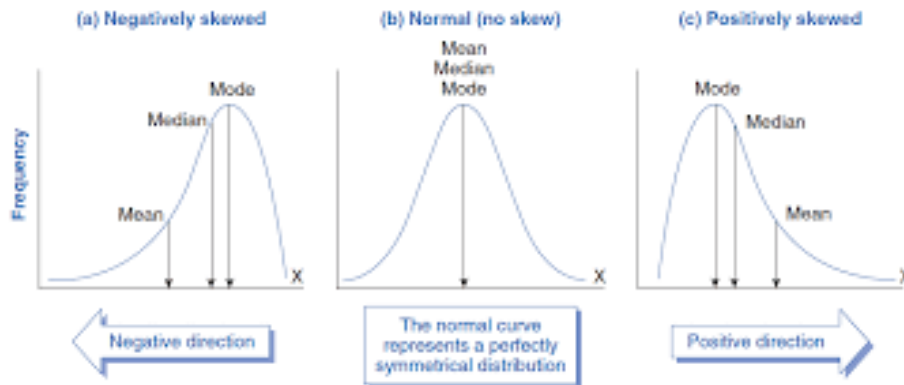 (a) Negatively skewed
(b) Normal (no skew)
(c) Positively skewed
Frequency
Mode
Median
Mean
X
Mean
Median
Mode
X
Mode
Median
Mean
X
Negative direction
The normal curve
represents a perfectly
symmetrical distribution
Positive direction